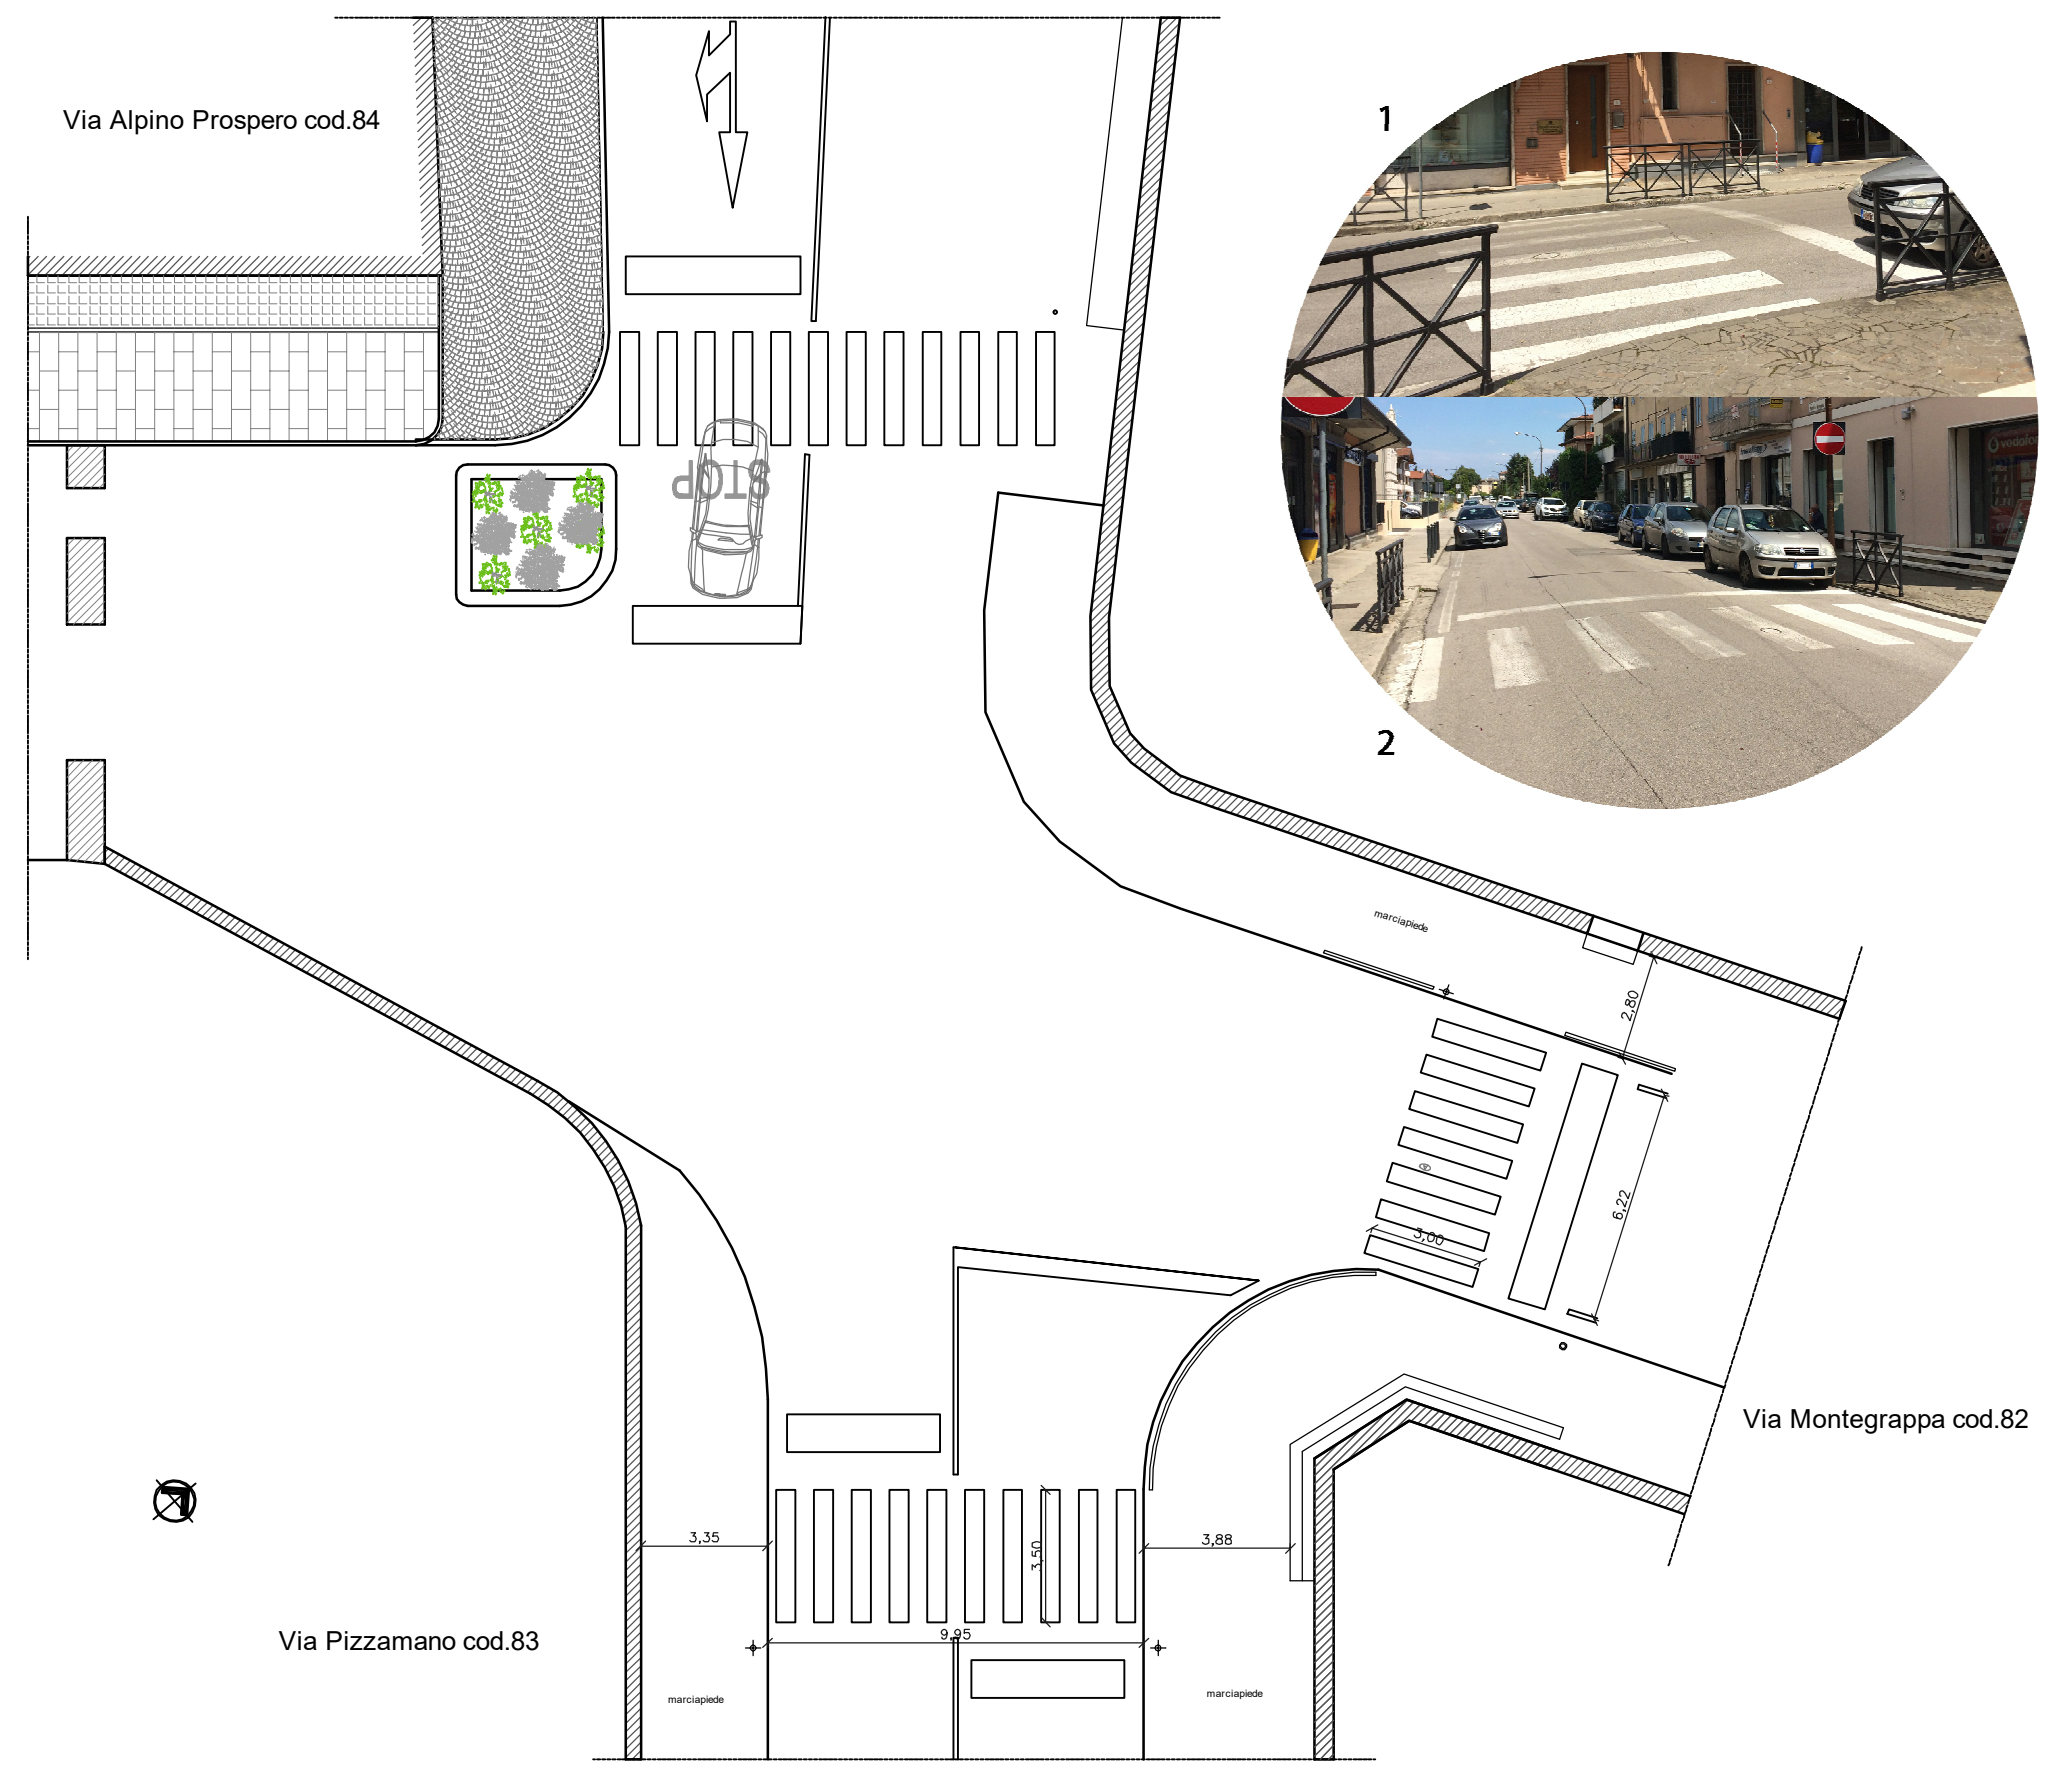 Via Alpino Prospero cod.84
1
vodafone
STOP
2
marciapiede
2,80
6,22
3,00
Via Montegrappa cod.82
3,35
3,50
3,88
Via Pizzamano cod.83
9,95
marciapiede
marciapiede